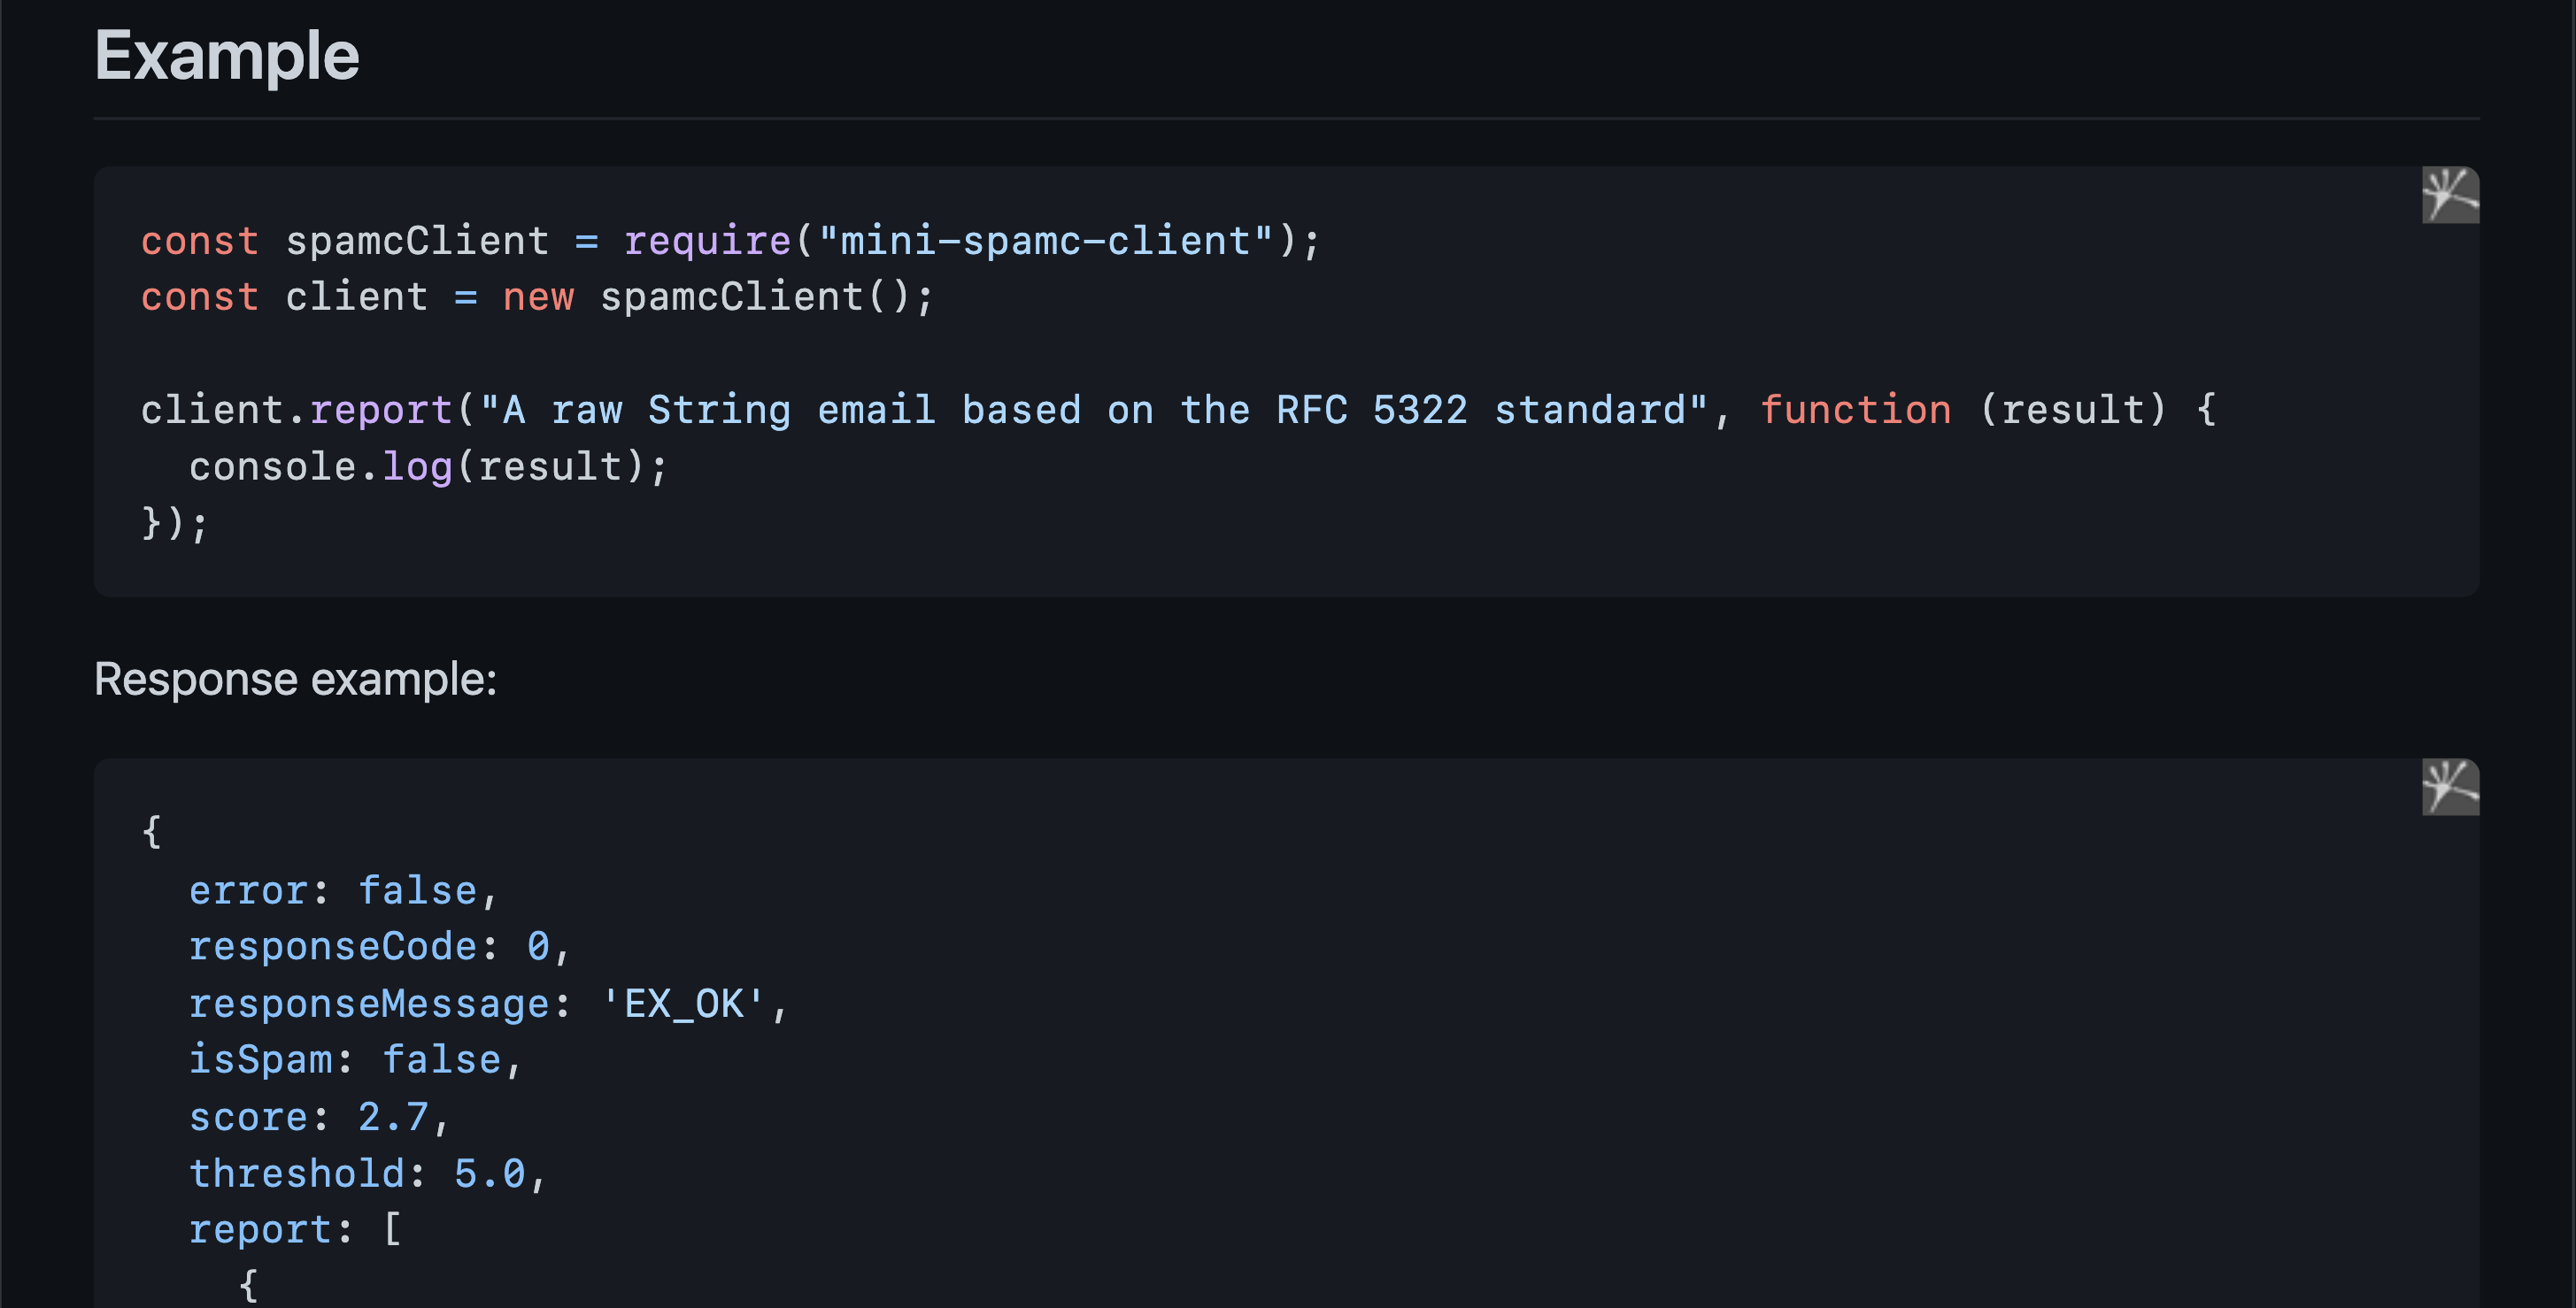 Example
const spamcClient = require("mini-spamc-client");
const client = new spamcClient();
client.report("A raw String email based on the RFC 5322 standard", function (result) {
  console.log(result);
});
Response example:
{
  error: false,
  responseCode: 0,
  responseMessage: 'EX_OK',
  isSpam: false,
  score: 2.7,
  threshold: 5.0,
  report: [
    {